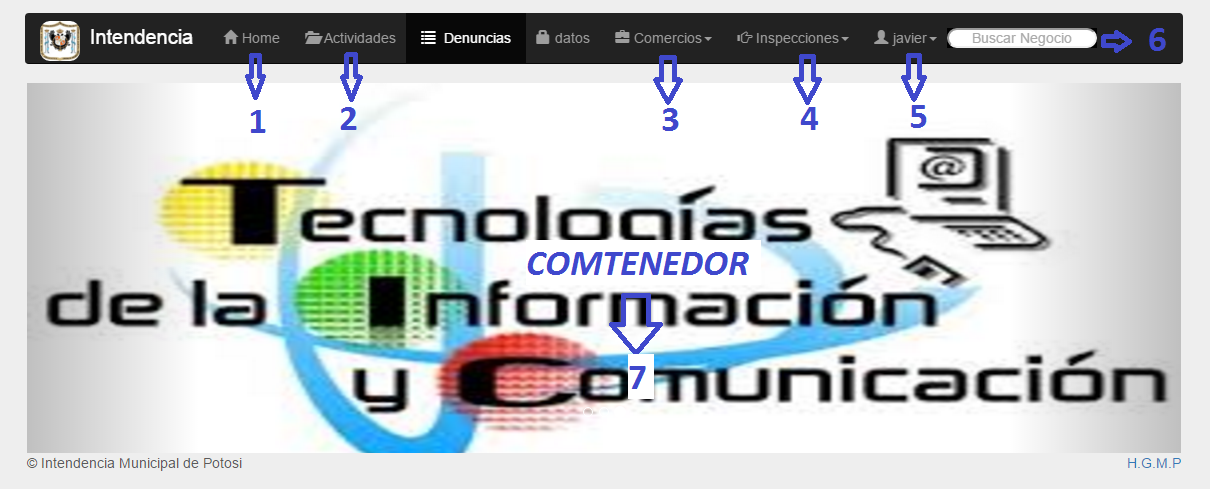 Intendencia Home Actividades Denuncias datos Comercios Inspecciones javier Buscar Negocio 6
1 2 3 4 5
@
Tecnologías
COMTENEDOR
de la Información
7
y Comunicación
© Intendencia Municipal de Potosi H.G.M.P